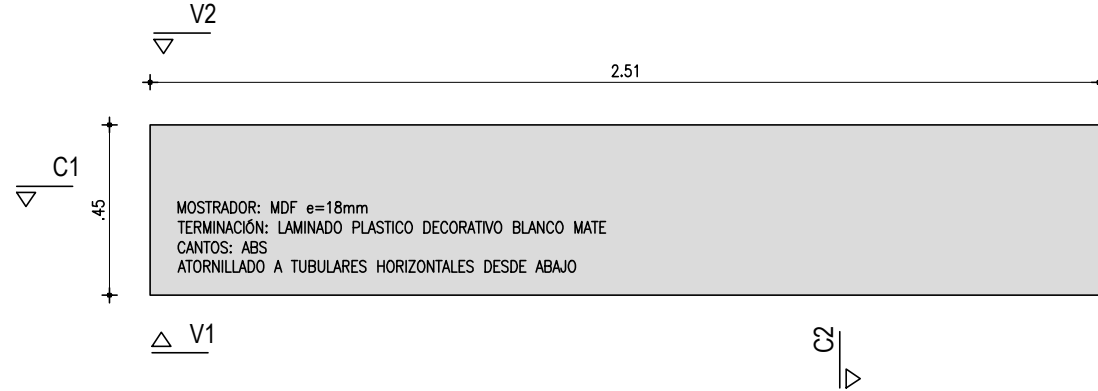 V2
2.51
C1
.45
MOSTRADOR: MDF e=18mm
TERMINACIÓN: LAMINADO PLASTICO DECORATIVO BLANCO MATE
CANTOS: ABS
ATORNILLADO A TUBULARES HORIZONTALES DESDE ABAJO
V1
C2